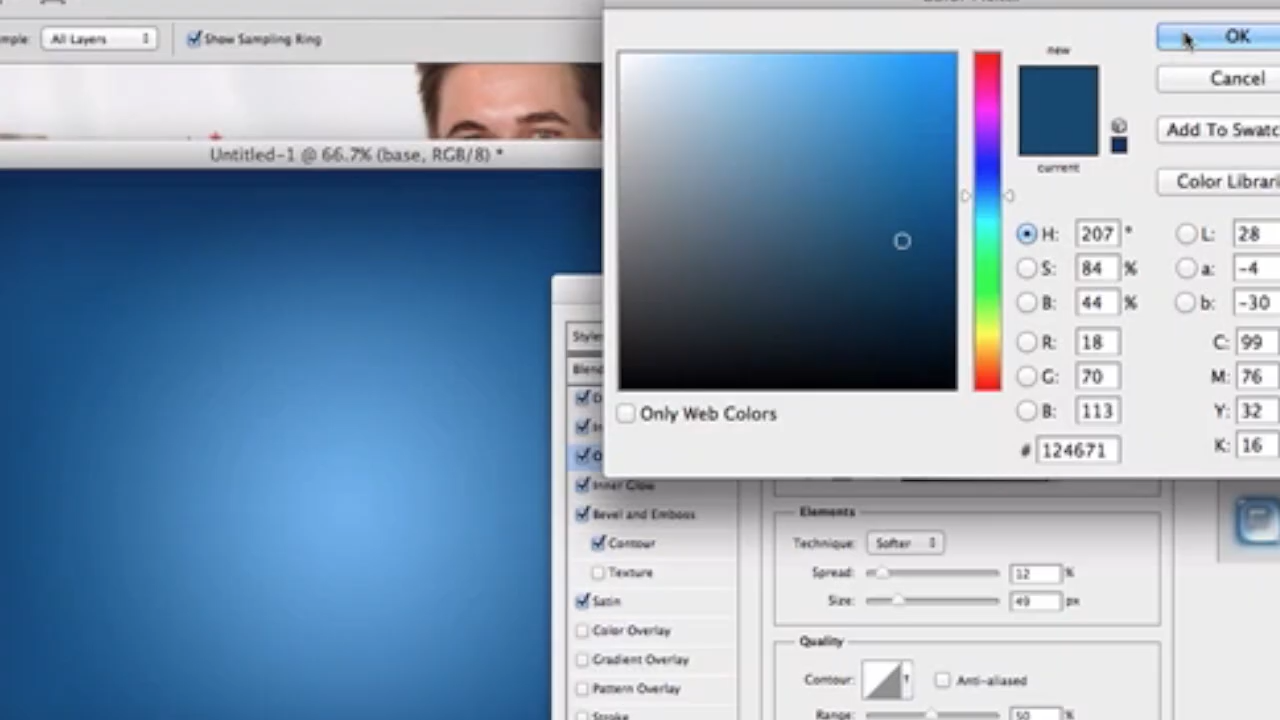 All Layers
Show Sampling Ring
OK
new
Cancel
Add To Swatc
Untitled-1 @ 66.7% (base, RGB/8) *
current
Color Librari
H: 207 °
L: 28
S: 84 %
a: -4
B: 44 %
b: -30
R: 18
C: 99
G: 70
M: 76
Only Web Colors
B: 113
Y: 32
# 124671
K: 16
Inner Glow
Bevel and Emboss
Elements
Contour
Technique: Softer
Texture
Spread: 12 %
Satin
Size: 49 px
Color Overlay
Quality
Gradient Overlay
Contour:
Anti-aliased
Pattern Overlay
Stroke
Range: 50 %